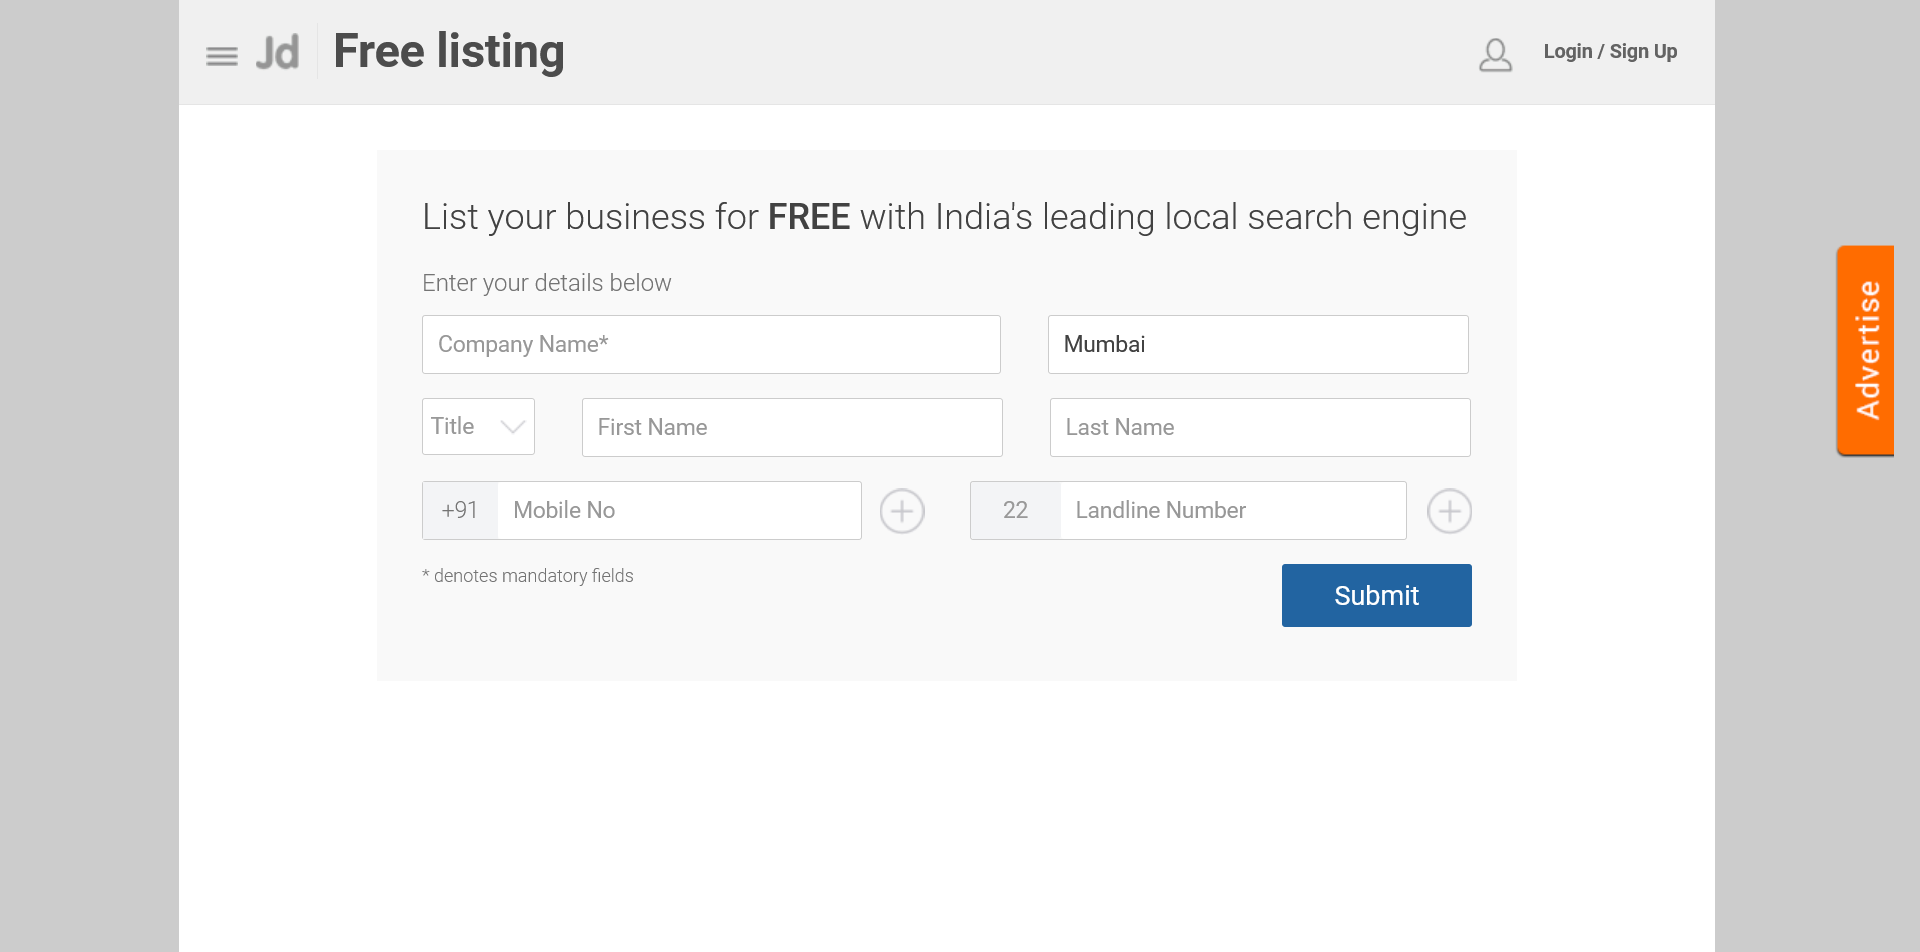 Jd Free listing
Login / Sign Up
List your business for FREE with India's leading local search engine
Enter your details below
Company Name*
Mumbai
Title
First Name
Last Name
+91 Mobile No
22 Landline Number
* denotes mandatory fields
Submit
Advertise